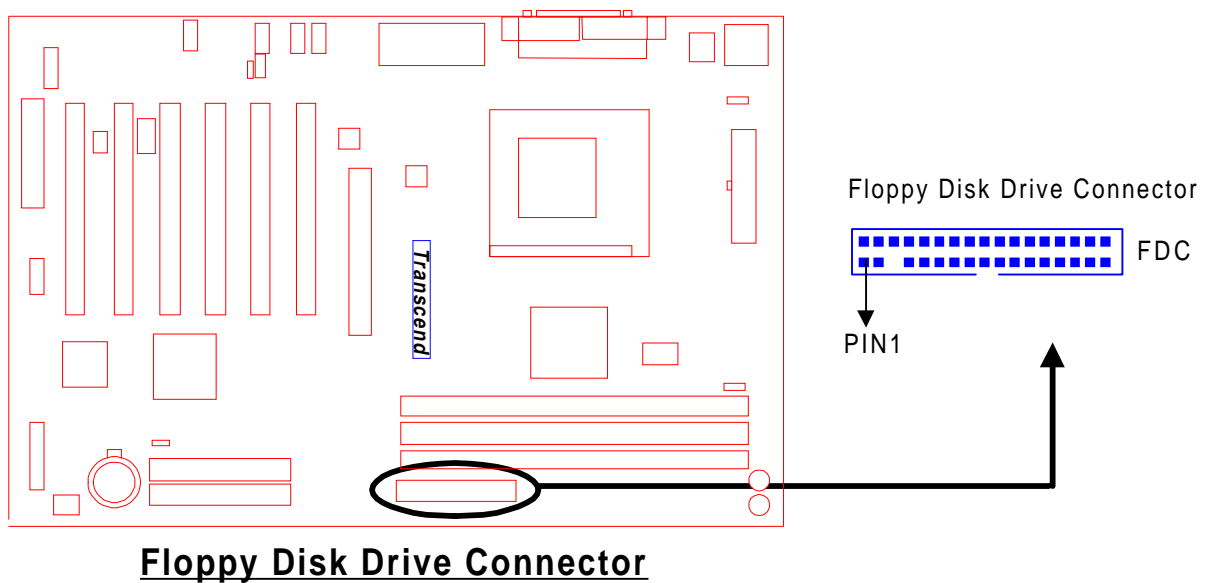 Floppy Disk Drive Connector
FDC
PIN1
Transcend
Floppy Disk Drive Connector